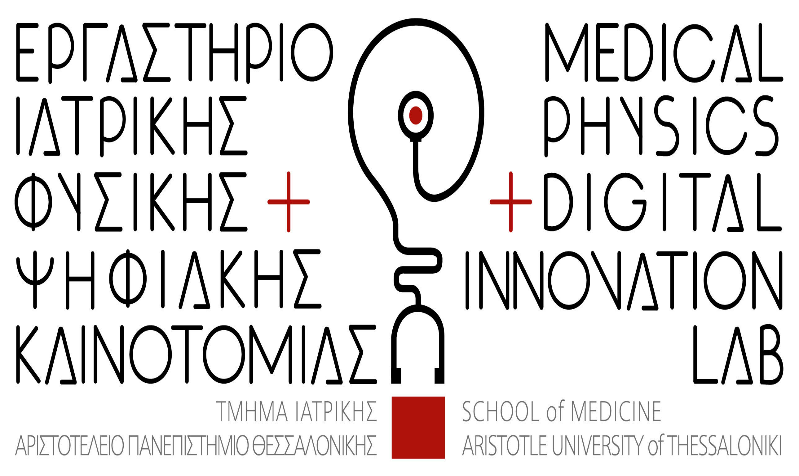 ΕΡΓΑΣΤΗΡΙΟ
ΙΑΤΡΙΚΗΣ
ΦΥΣΙΚΗΣ +
ΨΗΦΙΑΚΗΣ
ΚΑΙΝΟΤΟΜΙΑΣ
MEDICAL
PHYSICS
+ DIGITAL
INNOVATION
LAB
ΤΜΗΜΑ ΙΑΤΡΙΚΗΣ
ΑΡΙΣΤΟΤΕΛΕΙΟ ΠΑΝΕΠΙΣΤΗΜΙΟ ΘΕΣΣΑΛΟΝΙΚΗΣ
SCHOOL of MEDICINE
ARISTOTLE UNIVERSITY of THESSALONIKI